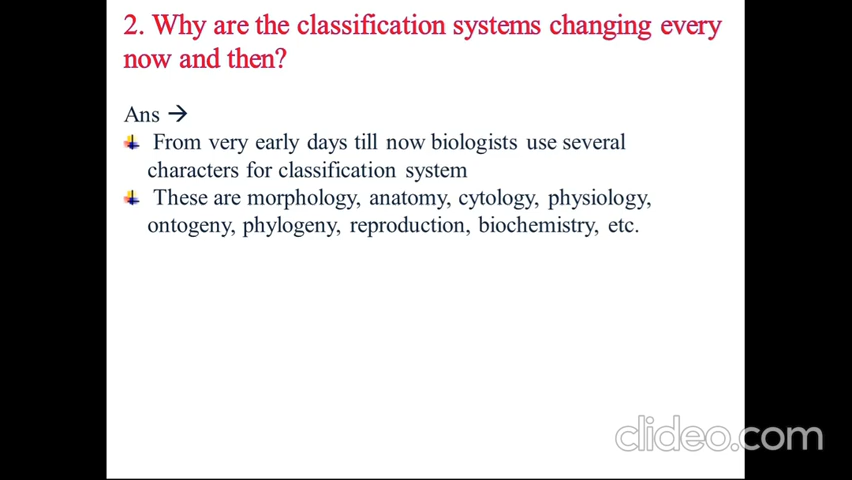 2. Why are the classification systems changing every
now and then?
Ans →
From very early days till now biologists use several
characters for classification system
These are morphology, anatomy, cytology, physiology,
ontogeny, phylogeny, reproduction, biochemistry, etc.
clideo.com